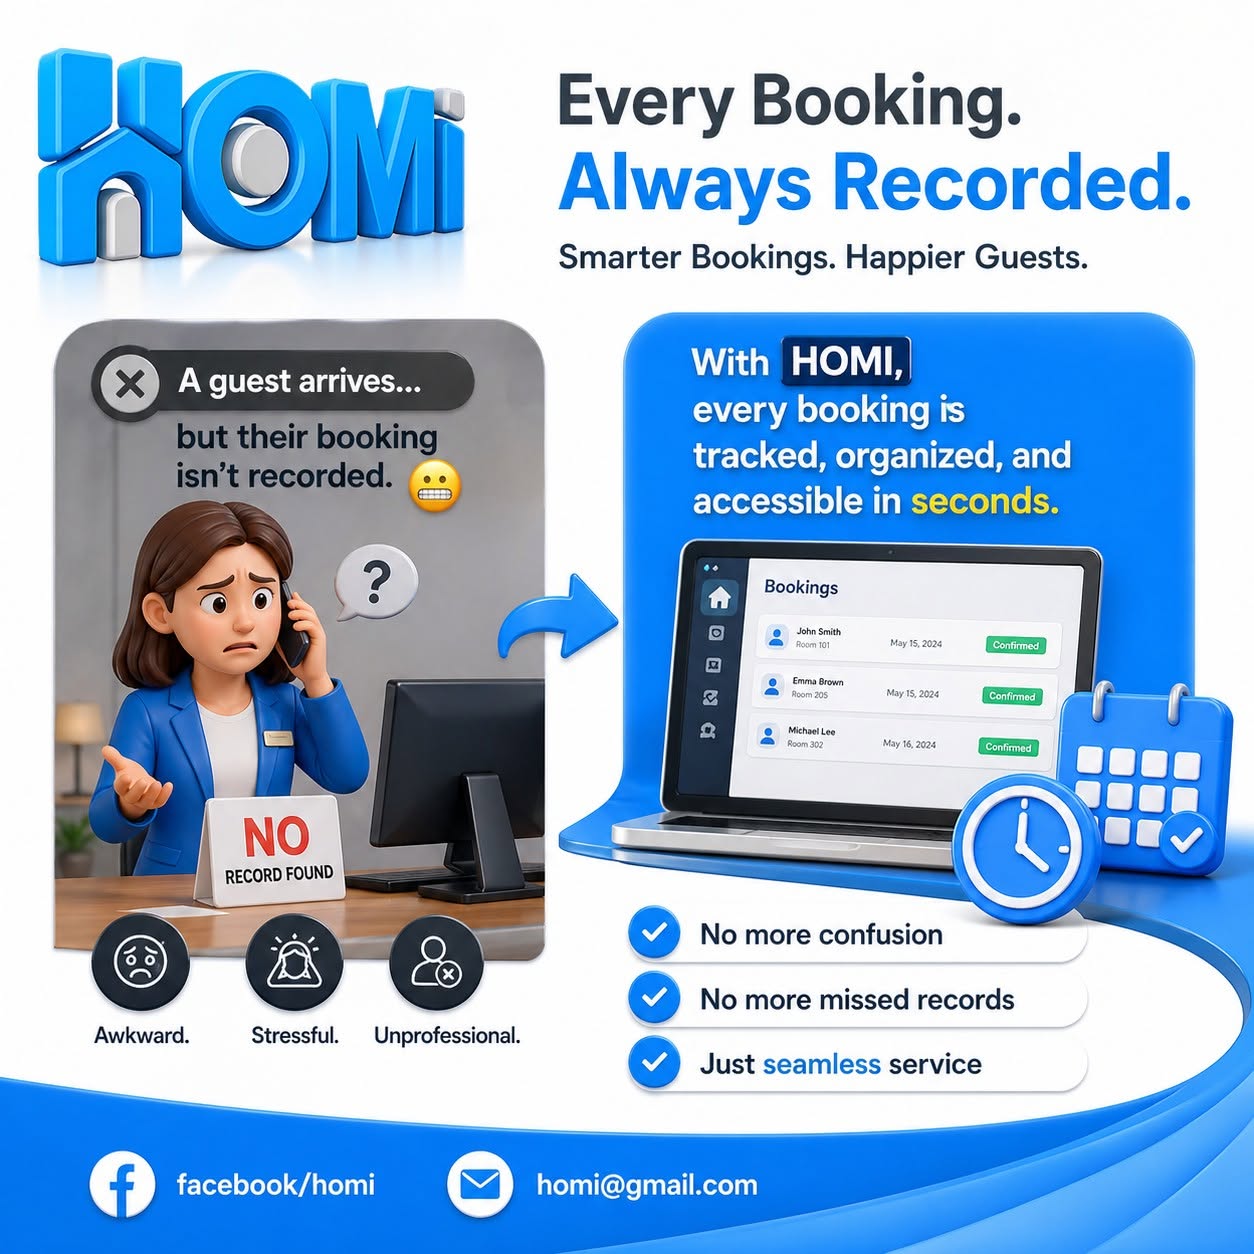 HOMi
Every Booking.
Always Recorded.
Smarter Bookings. Happier Guests.
A guest arrives...
but their booking
isn't recorded.
?
NO
RECORD FOUND
Awkward.
Stressful.
Unprofessional.
With HOMI,
every booking is
tracked, organized, and
accessible in seconds.
Bookings
John Smith
Room 101
May 15, 2024
Confirmed
Emma Brown
Room 205
May 15, 2024
Confirmed
Michael Lee
Room 302
May 16, 2024
Confirmed
No more confusion
No more missed records
Just seamless service
facebook/homi
homi@gmail.com